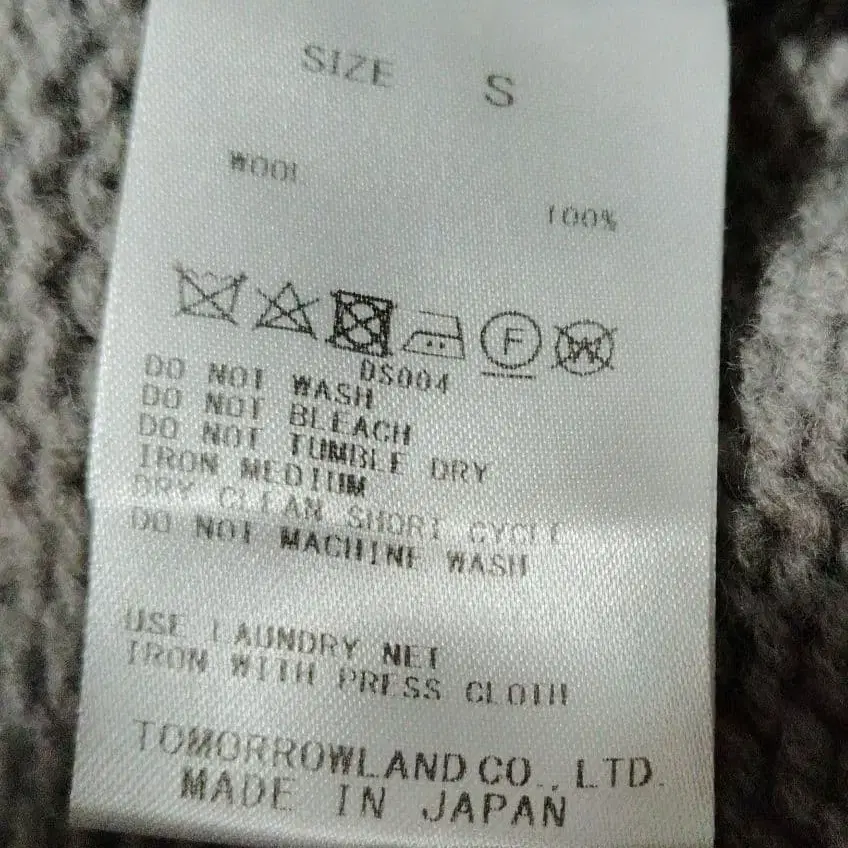 SIZE S
WOOL
100%
F W
DS004
DO NOT WASH
DO NOT BLEACH
DO NOT TUMBLE DRY
IRON MEDIUM
DRY CLEAN SHORT CYCLE
DO NOT MACHINE WASH
USE LAUNDRY NET
IRON WITH PRESS CLOTH
TOMORROWLAND CO., LTD.
MADE IN JAPAN